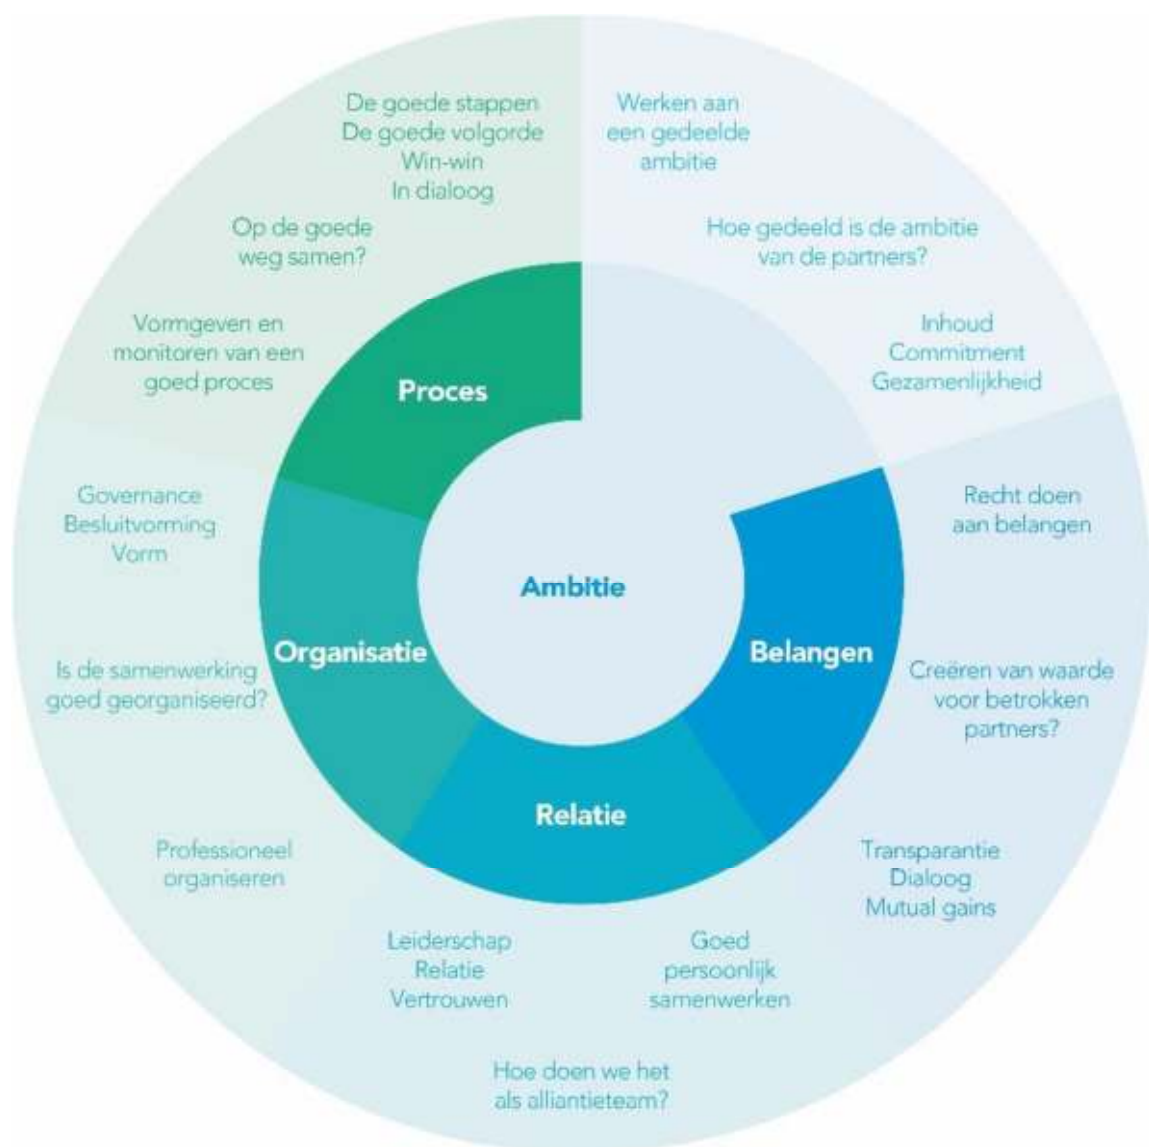 De goede stappen
De goede volgorde
Win-win
In dialoog
Werken aan
een gedeelde
ambitie
Op de goede
weg samen?
Hoe gedeeld is de ambitie
van de partners?
Vormgeven en
monitoren van een
goed proces
Inhoud
Commitment
Gezamenlijkheid
Proces
Governance
Besluitvorming
Vorm
Recht doen
aan belangen
Ambitie
Organisatie
Belangen
Is de samenwerking
goed georganiseerd?
Creëren van waarde
voor betrokken
partners?
Relatie
Professioneel
organiseren
Transparantie
Dialoog
Mutual gains
Leiderschap
Relatie
Vertrouwen
Goed
persoonlijk
samenwerken
Hoe doen we het
als alliantieteam?